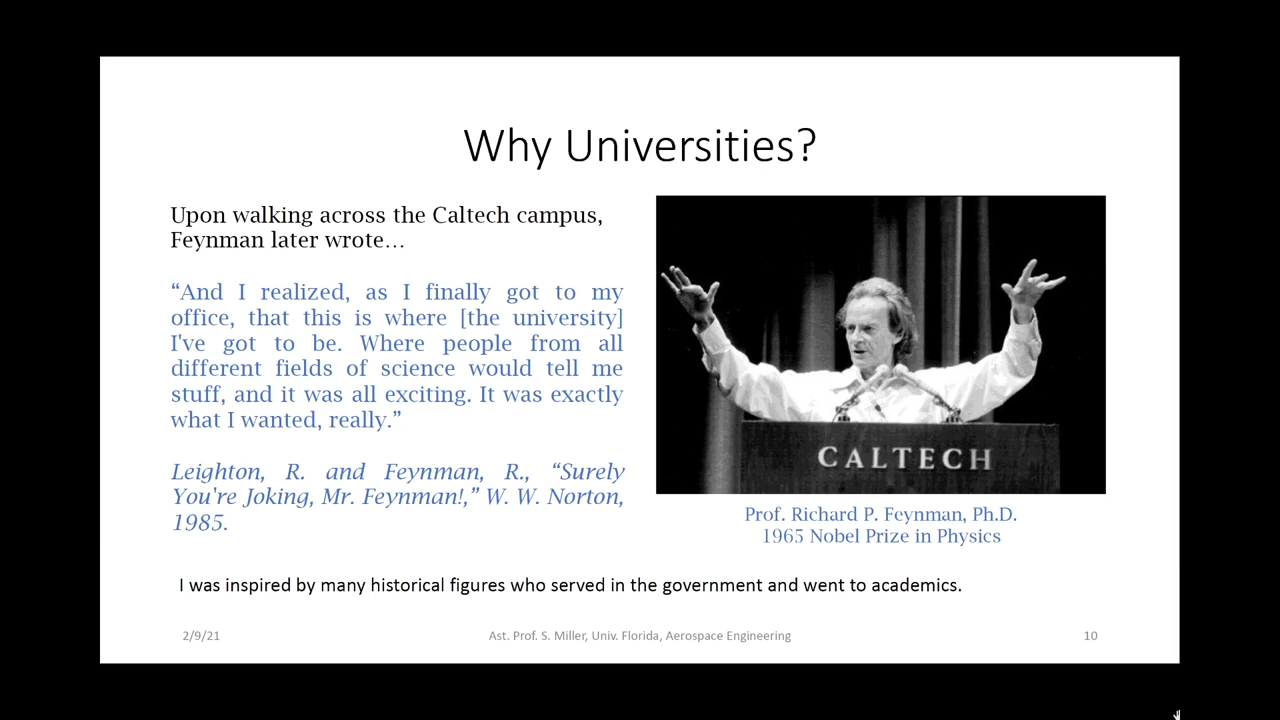 Why Universities?
Upon walking across the Caltech campus,
Feynman later wrote…
“And I realized, as I finally got to my
office, that this is where [the university]
I've got to be. Where people from all
different fields of science would tell me
stuff, and it was all exciting. It was exactly
what I wanted, really.”
Leighton, R. and Feynman, R., “Surely
You're Joking, Mr. Feynman!,” W. W. Norton,
1985.
CALTECH
Prof. Richard P. Feynman, Ph.D.
1965 Nobel Prize in Physics
I was inspired by many historical figures who served in the government and went to academics.
2/9/21
Ast. Prof. S. Miller, Univ. Florida, Aerospace Engineering
10